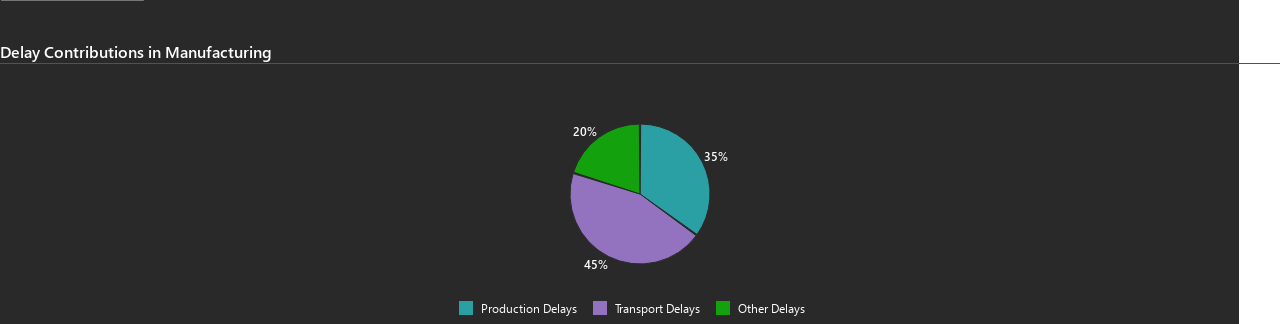 Delay Contributions in Manufacturing
20%
35%
45%
Production Delays
Transport Delays
Other Delays